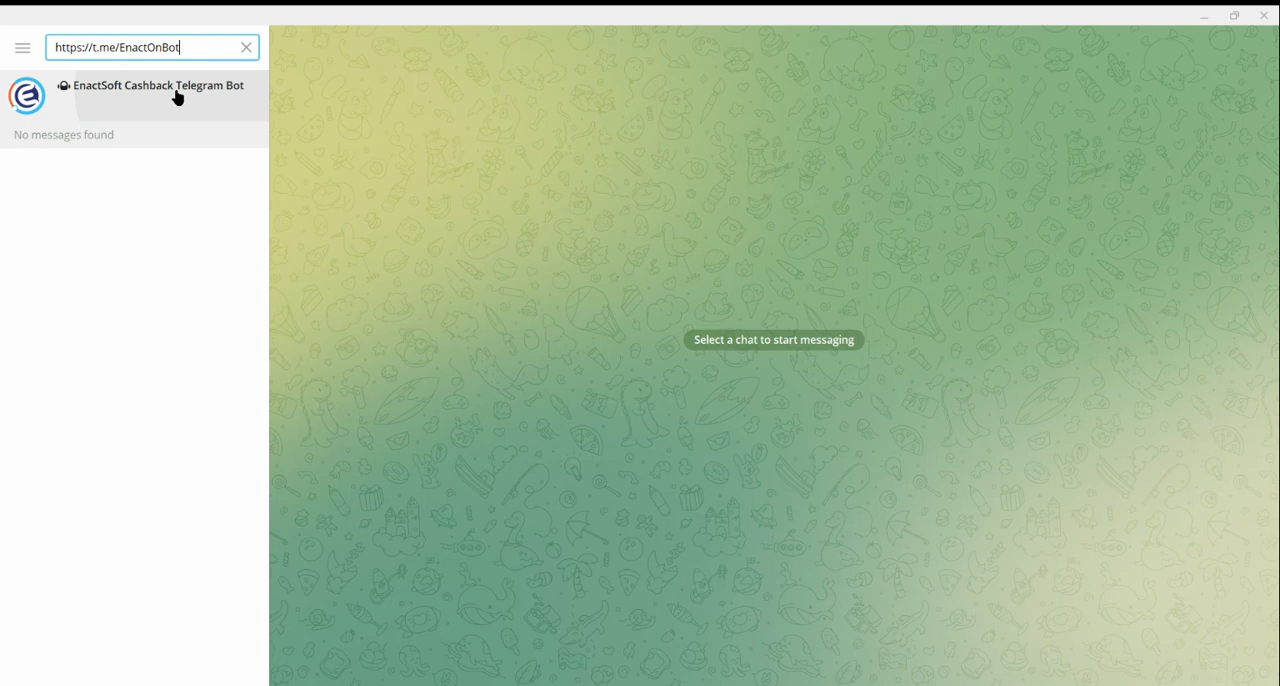 https://t.me/EnactOnBot
EnactSoft Cashback Telegram Bot
No messages found
Select a chat to start messaging